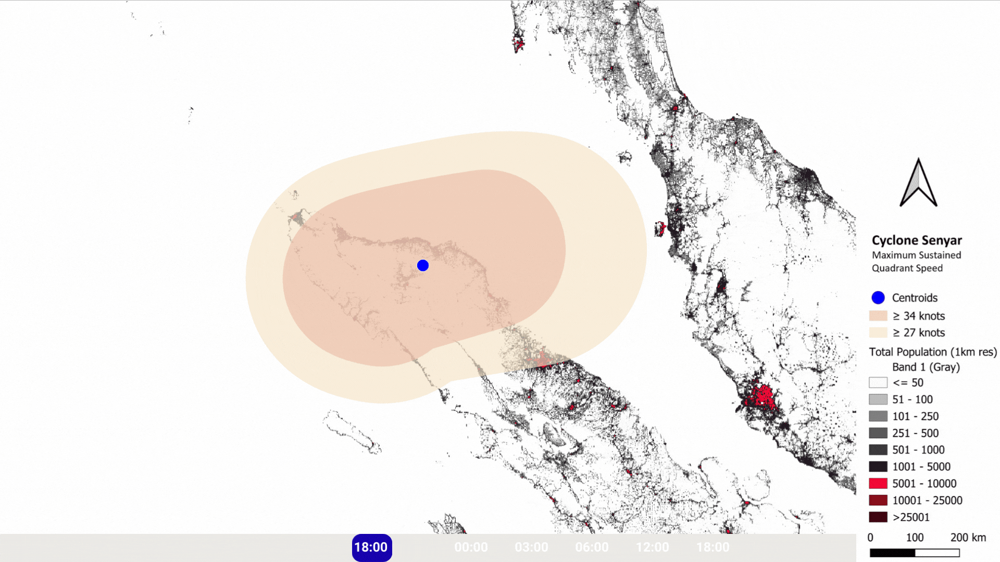 Cyclone Senyar
Maximum Sustained
Quadrant Speed
Centroids
≥ 34 knots
≥ 27 knots
Total Population (1km res)
Band 1 (Gray)
<= 50
51 - 100
101 - 250
251 - 500
501 - 1000
1001 - 5000
5001 - 10000
10001 - 25000
>25001
0 100 200 km
18:00 00:00 03:00 06:00 12:00 18:00